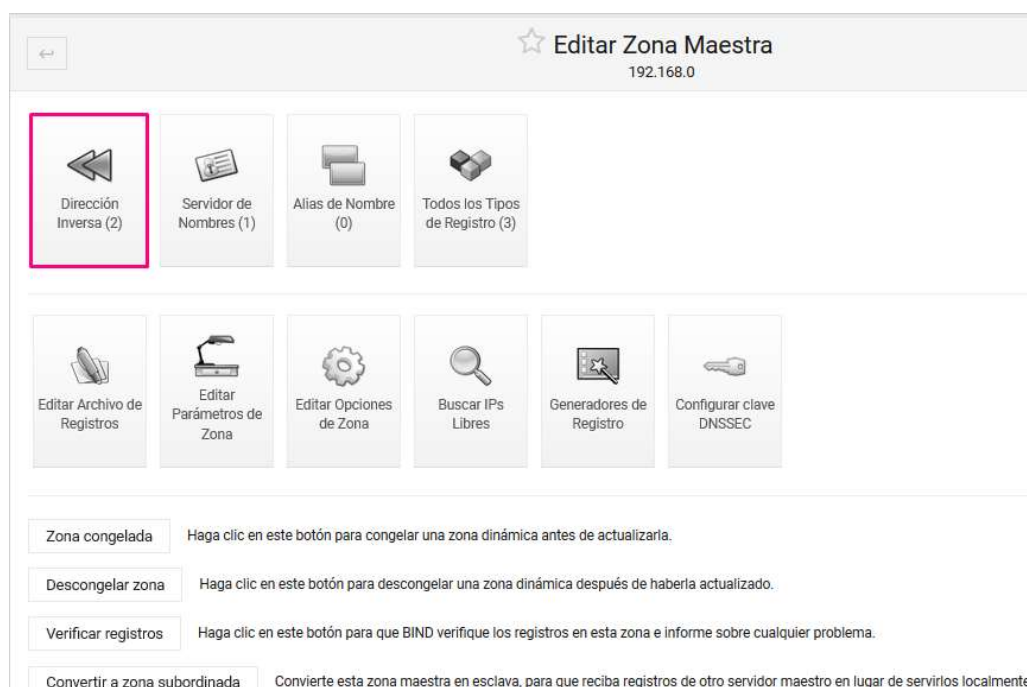 Editar Zona Maestra
192.168.0
Dirección
Inversa (2)
Servidor de
Nombres (1)
Alias de Nombre
(0)
Todos los Tipos
de Registro (3)
Editar Archivo de
Registros
Editar
Parámetros de
Zona
Editar Opciones
de Zona
Buscar IPs
Libres
Generadores de
Registro
Configurar clave
DNSSEC
Zona congelada Haga clic en este botón para congelar una zona dinámica antes de actualizarla.
Descongelar zona Haga clic en este botón para descongelar una zona dinámica después de haberla actualizado.
Verificar registros Haga clic en este botón para que BIND verifique los registros en esta zona e informe sobre cualquier problema.
Convertir a zona subordinada Convierte esta zona maestra en esclava, para que reciba registros de otro servidor maestro en lugar de servirlos localmente